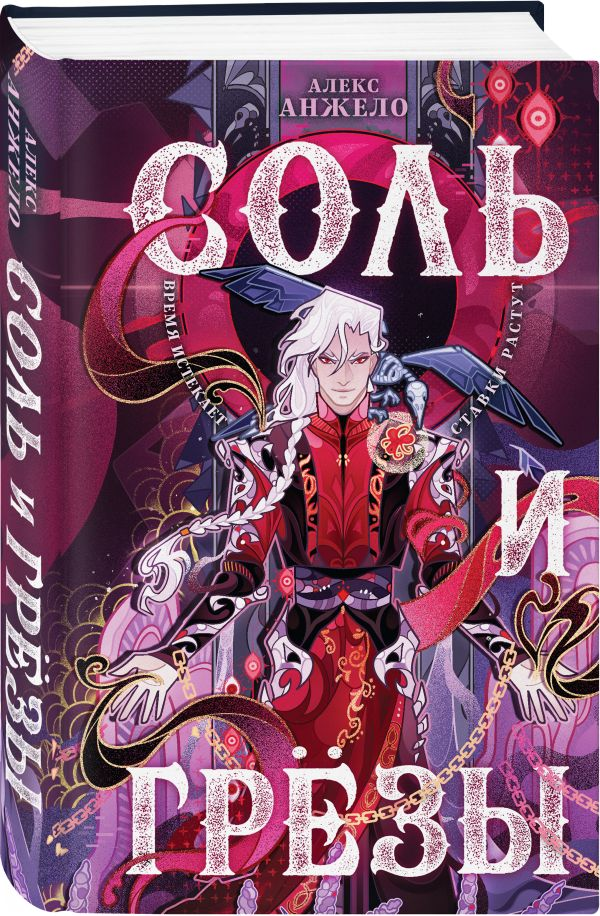 АЛЕКС
АНЖЕЛО
СОЛЬ
ВРЕМЯ ИСТЕКАЕТ
СТАВКИ РАСТУТ
И
ГРЁЗЫ
АЛЕКС
АНЖЕЛО
СОЛЬ И ГРЁЗЫ